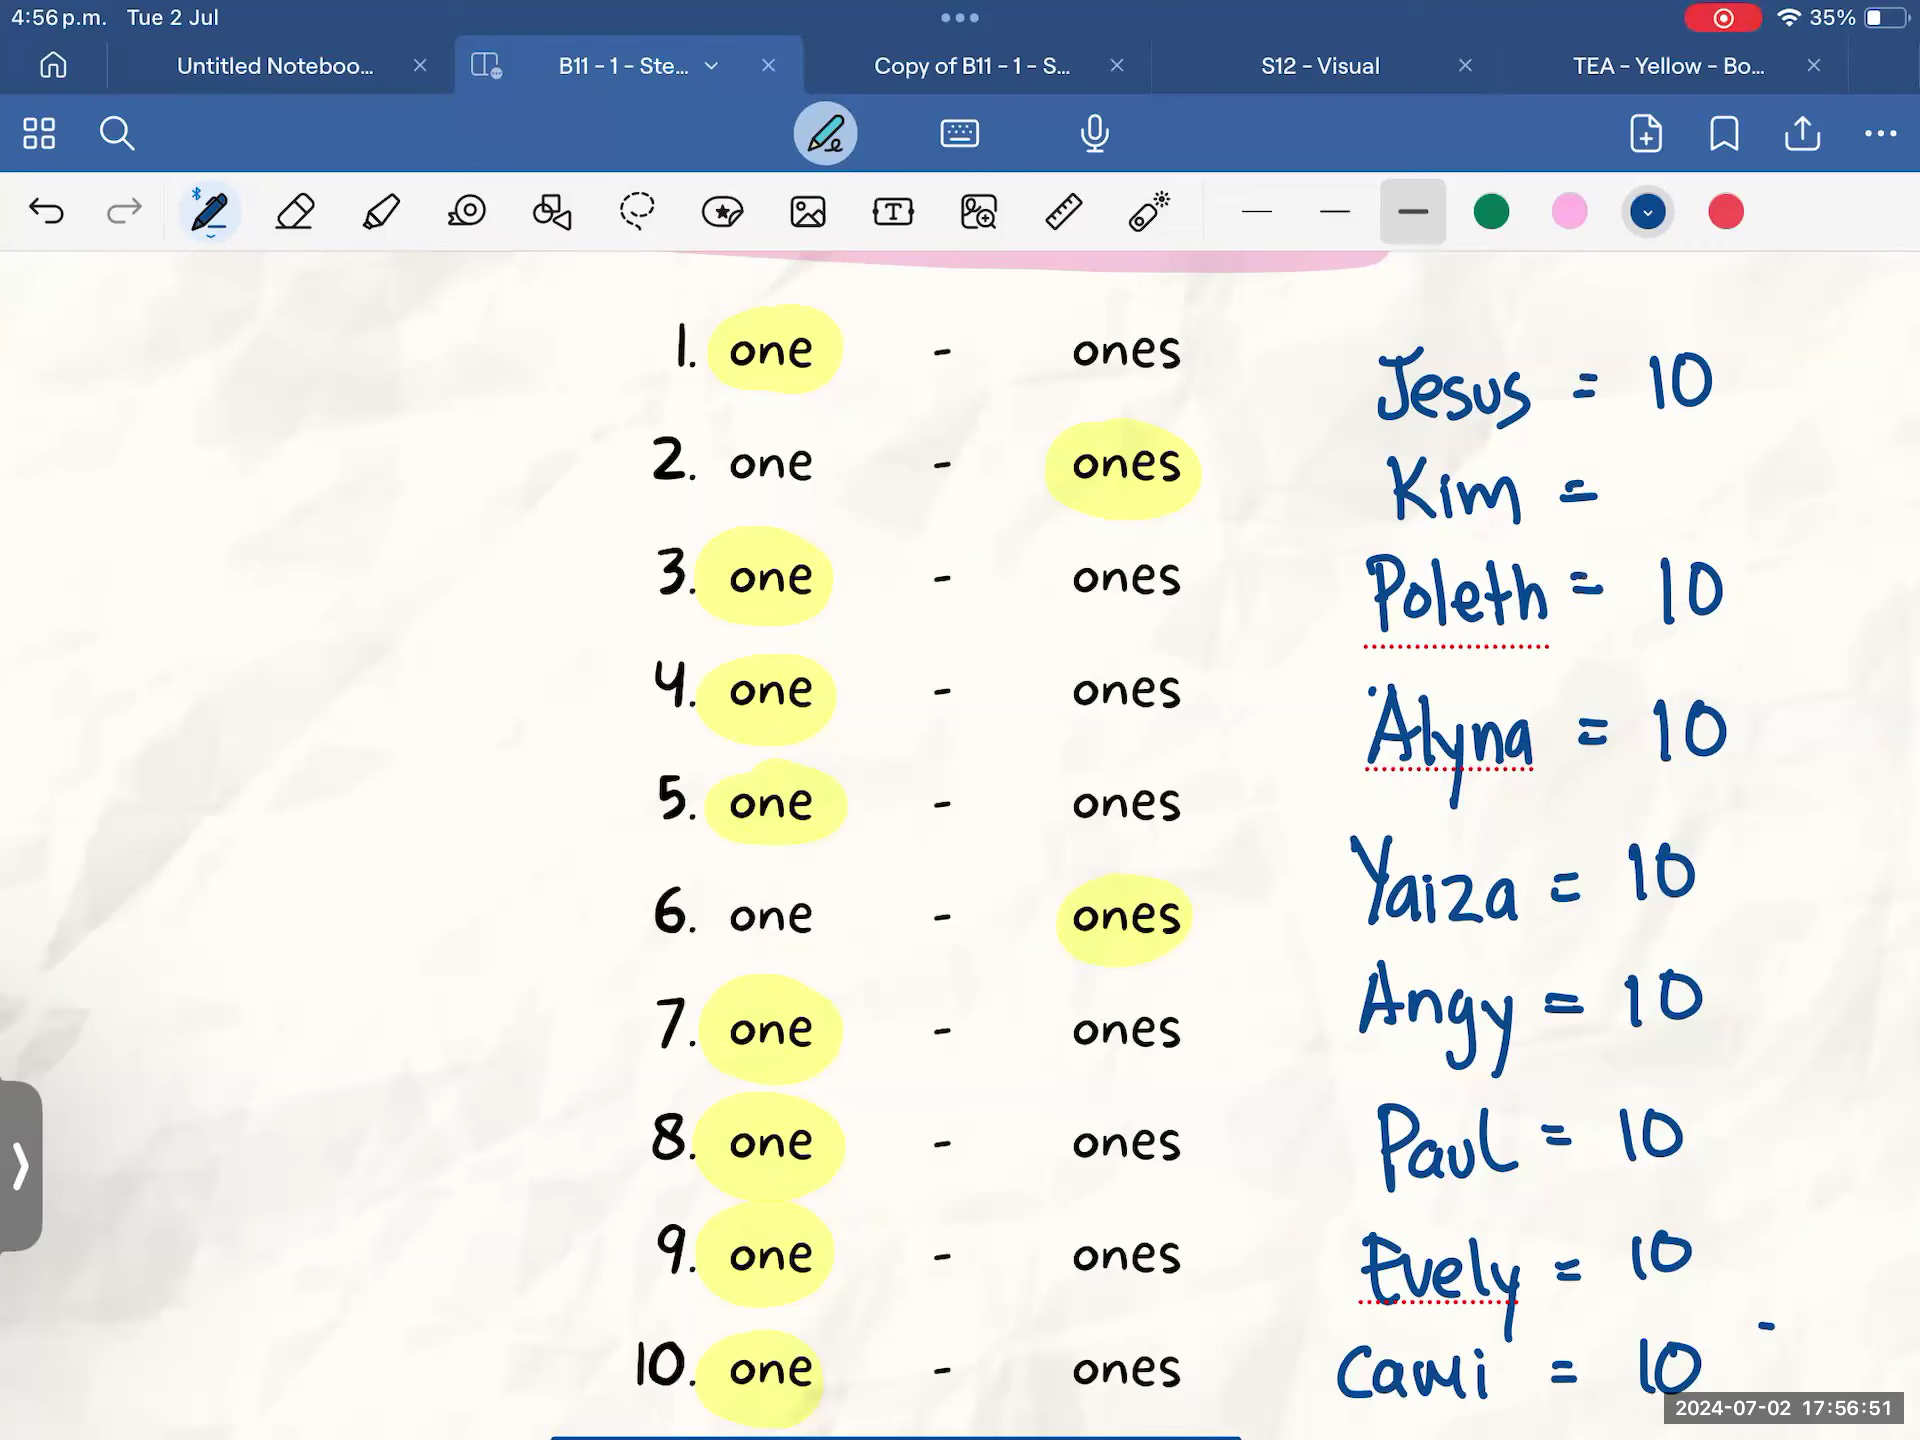 4:56 p.m. Tue 2 Jul
35%
Untitled Noteboo...
B11 - 1 - Ste...
Copy of B11 - 1 - S...
S12 - Visual
TEA - Yellow - Bo...
1. one - ones
2. one - ones
3. one - ones
4. one - ones
5. one - ones
6. one - ones
7. one - ones
8. one - ones
9. one - ones
10. one - ones
Jesus = 10
Kim =
Poleth = 10
Alyna = 10
Yaiza = 10
Angy = 10
Paul = 10
Evely = 10
Cami = 10
2024-07-02 17:56:51